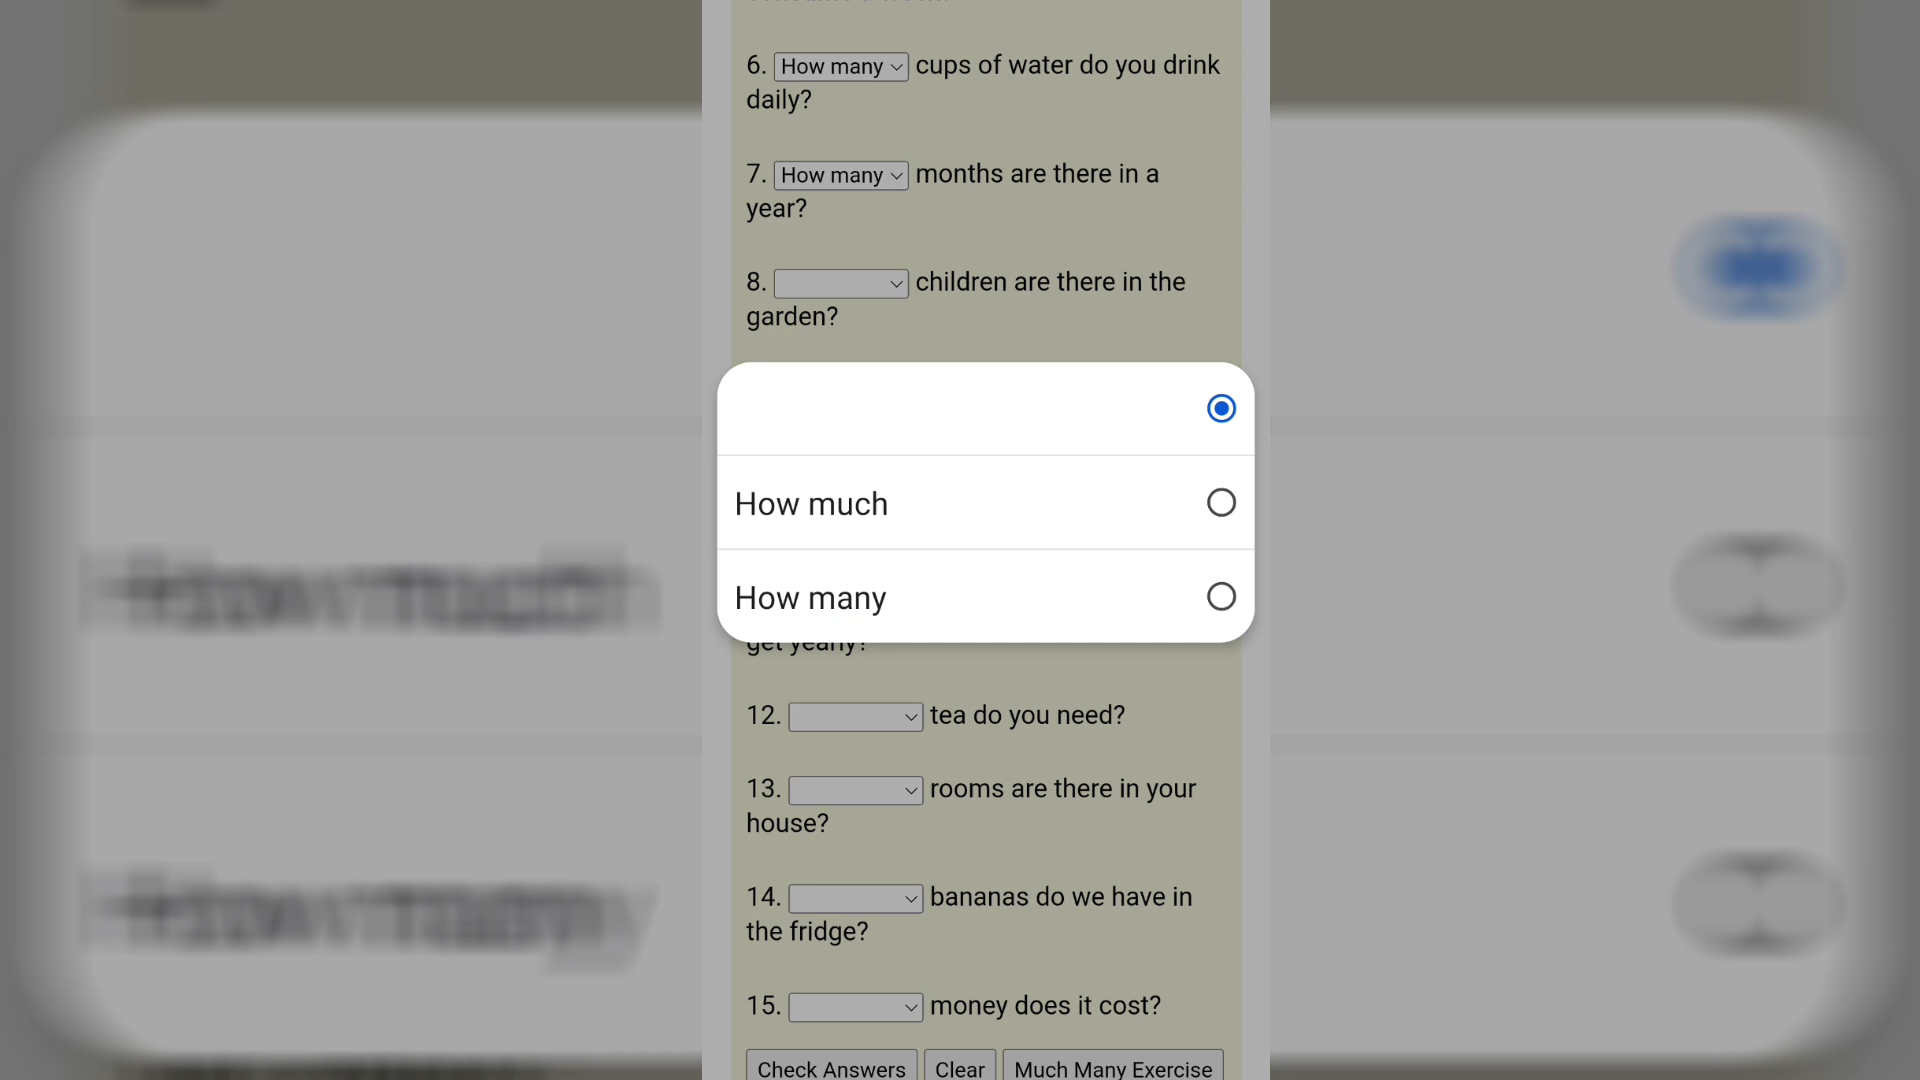 6. How many cups of water do you drink
daily?
7. How many months are there in a
year?
8. children are there in the
garden?
How much
How many
get yearly?
12. tea do you need?
13. rooms are there in your
house?
14. bananas do we have in
the fridge?
15. money does it cost?
Check Answers Clear Much Many Exercise